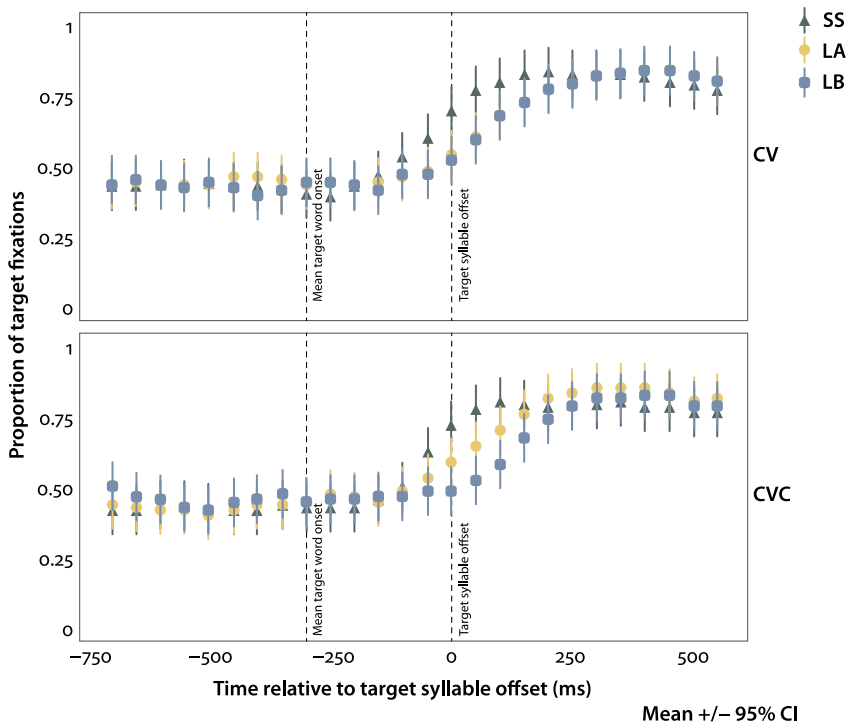 SS
LA
LB
1
0.75
0.50
0.25
0
Mean target word onset
Target syllable offset
CV
Proportion of target fixations
1
0.75
0.50
0.25
0
Mean target word onset
Target syllable offset
CVC
−750
−500
−250
0
250
500
Time relative to target syllable offset (ms)
Mean +/− 95% CI